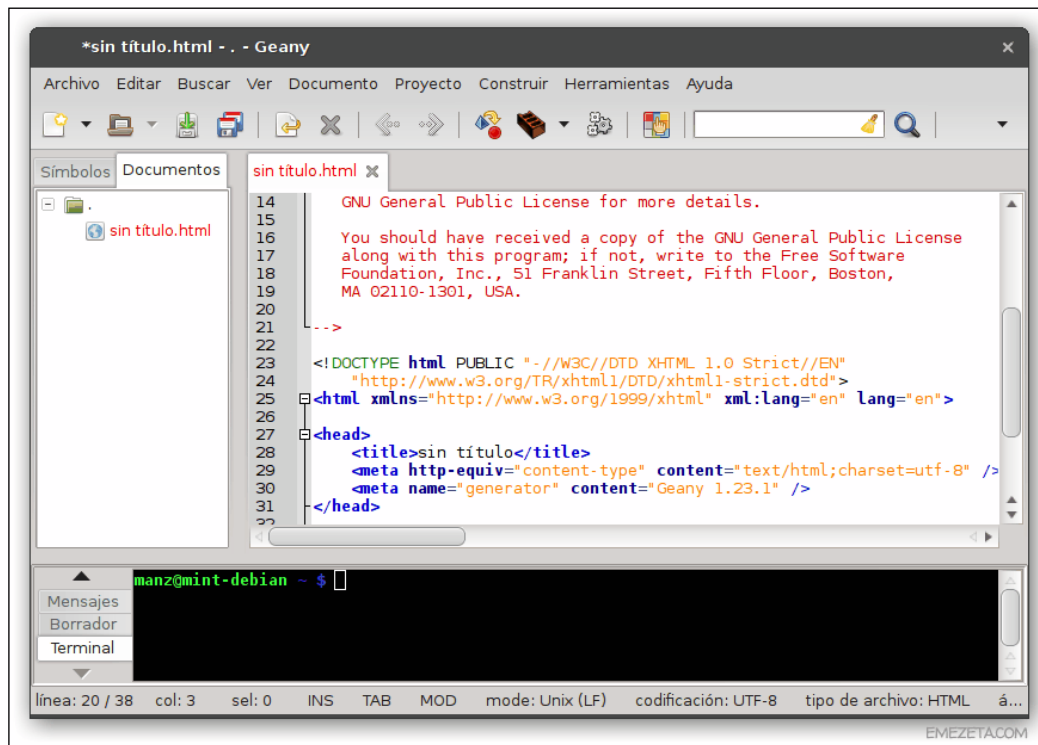 *sin título.html - . - Geany
Archivo Editar Buscar Ver Documento Proyecto Construir Herramientas Ayuda
Símbolos Documentos
.
sin título.html
sin título.html
14 GNU General Public License for more details.
15
16 You should have received a copy of the GNU General Public License
17 along with this program; if not, write to the Free Software
18 Foundation, Inc., 51 Franklin Street, Fifth Floor, Boston,
19 MA 02110-1301, USA.
20
21 -->
22
23 <!DOCTYPE html PUBLIC "-//W3C//DTD XHTML 1.0 Strict//EN"
24 "http://www.w3.org/TR/xhtml1/DTD/xhtml1-strict.dtd">
25 <html xmlns="http://www.w3.org/1999/xhtml" xml:lang="en" lang="en">
26
27 <head>
28 <title>sin título</title>
29 <meta http-equiv="content-type" content="text/html;charset=utf-8" />
30 <meta name="generator" content="Geany 1.23.1" />
31 </head>
32
Mensajes
Borrador
Terminal
manz@mint-debian ~ $
línea: 20 / 38 col: 3 sel: 0 INS TAB MOD mode: Unix (LF) codificación: UTF-8 tipo de archivo: HTML á...
EMEZETA.COM